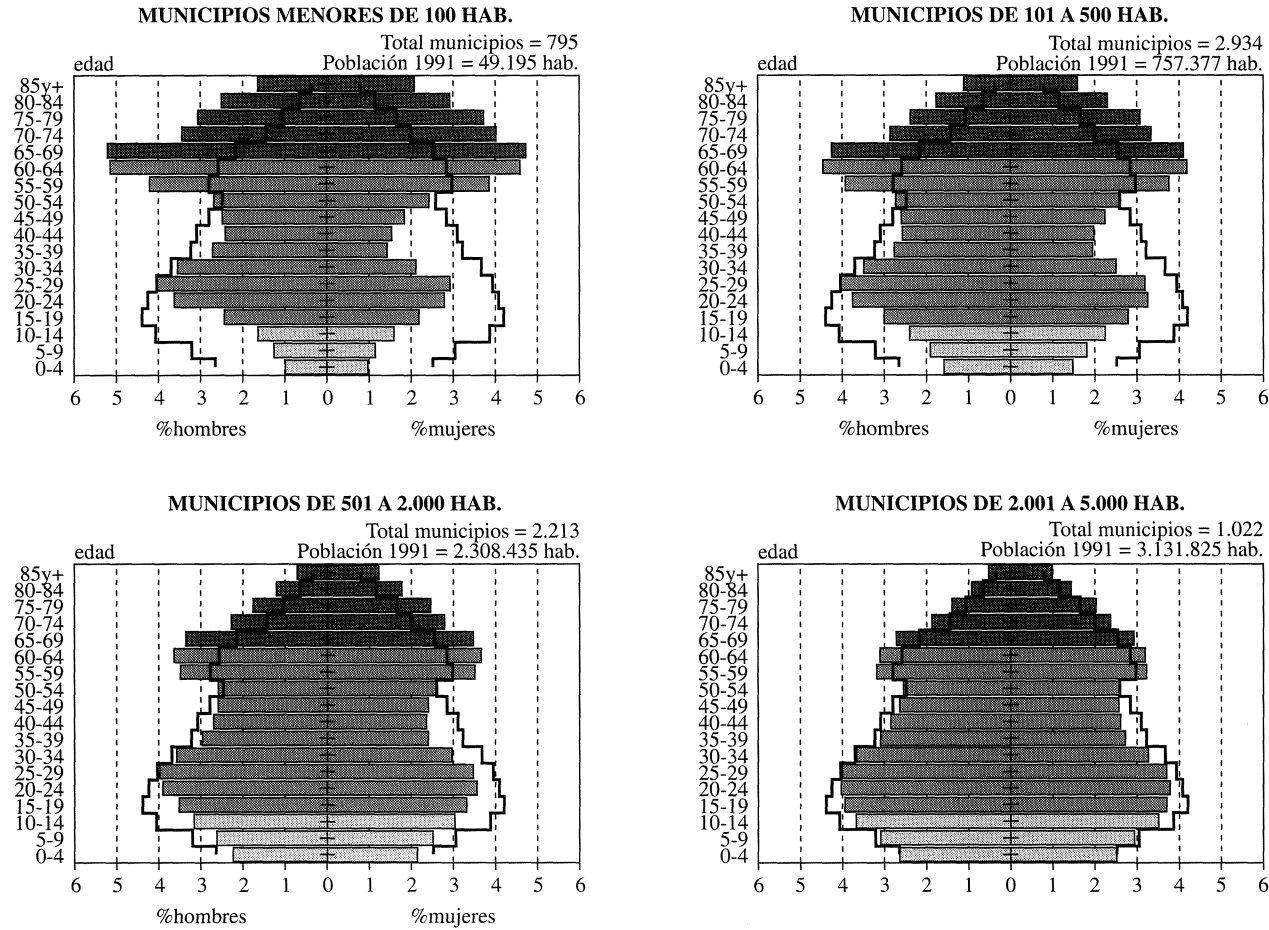 MUNICIPIOS MENORES DE 100 HAB.
Total municipios = 795
edad
Población 1991 = 49.195 hab.
85y+
80-84
75-79
70-74
65-69
60-64
55-59
50-54
45-49
40-44
35-39
30-34
25-29
20-24
15-19
10-14
5-9
0-4
6 5 4 3 2 1 0 1 2 3 4 5 6
%hombres %mujeres
MUNICIPIOS DE 101 A 500 HAB.
Total municipios = 2.934
edad
Población 1991 = 757.377 hab.
85y+
80-84
75-79
70-74
65-69
60-64
55-59
50-54
45-49
40-44
35-39
30-34
25-29
20-24
15-19
10-14
5-9
0-4
6 5 4 3 2 1 0 1 2 3 4 5 6
%hombres %mujeres
MUNICIPIOS DE 501 A 2.000 HAB.
Total municipios = 2.213
edad
Población 1991 = 2.308.435 hab.
85y+
80-84
75-79
70-74
65-69
60-64
55-59
50-54
45-49
40-44
35-39
30-34
25-29
20-24
15-19
10-14
5-9
0-4
6 5 4 3 2 1 0 1 2 3 4 5 6
%hombres %mujeres
MUNICIPIOS DE 2.001 A 5.000 HAB.
Total municipios = 1.022
edad
Población 1991 = 3.131.825 hab.
85y+
80-84
75-79
70-74
65-69
60-64
55-59
50-54
45-49
40-44
35-39
30-34
25-29
20-24
15-19
10-14
5-9
0-4
6 5 4 3 2 1 0 1 2 3 4 5 6
%hombres %mujeres